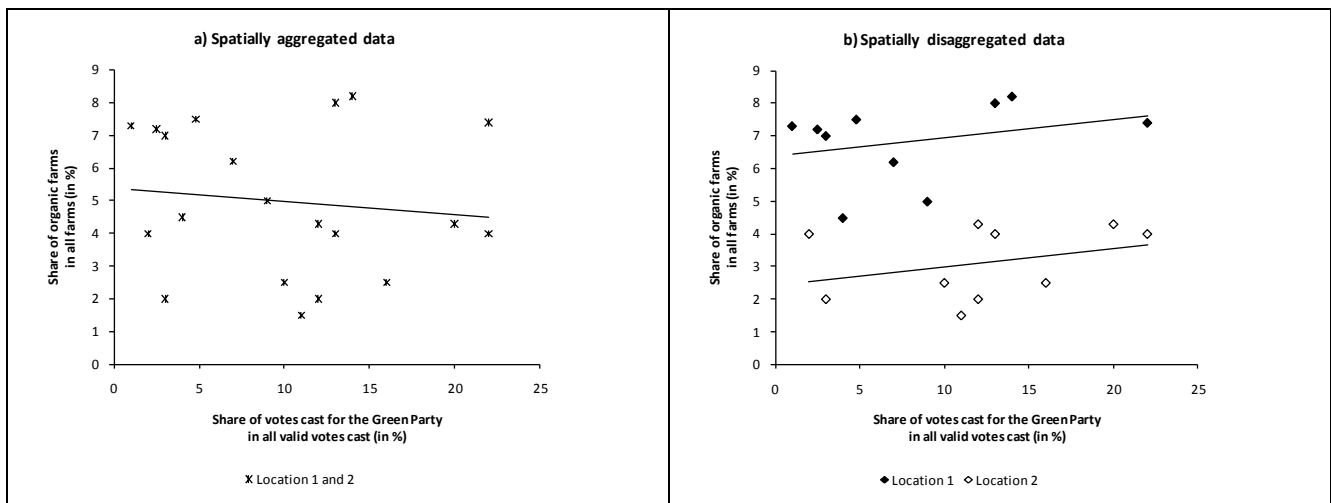 a) Spatially aggregated data
9
8
7
6
5
4
3
2
1
0
Share of organic farms
in all farms (in %)
0 5 10 15 20 25
Share of votes cast for the Green Party
in all valid votes cast (in %)
Location 1 and 2
b) Spatially disaggregated data
9
8
7
6
5
4
3
2
1
0
Share of organic farms
in all farms (in %)
0 5 10 15 20 25
Share of votes cast for the Green Party
in all valid votes cast (in %)
Location 1 Location 2